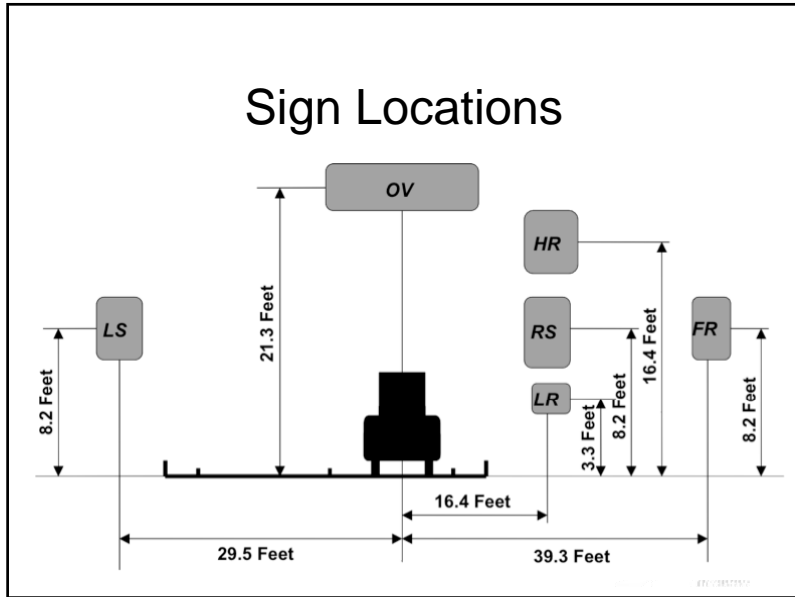 Sign Locations
OV
HR
LS
RS
FR
LR
21.3 Feet
16.4 Feet
8.2 Feet
3.3 Feet
8.2 Feet
8.2 Feet
16.4 Feet
29.5 Feet
39.3 Feet